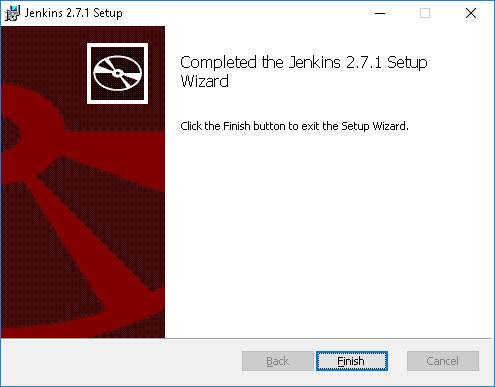 Jenkins 2.7.1 Setup
Completed the Jenkins 2.7.1 Setup
Wizard
Click the Finish button to exit the Setup Wizard.
Back
Finish
Cancel